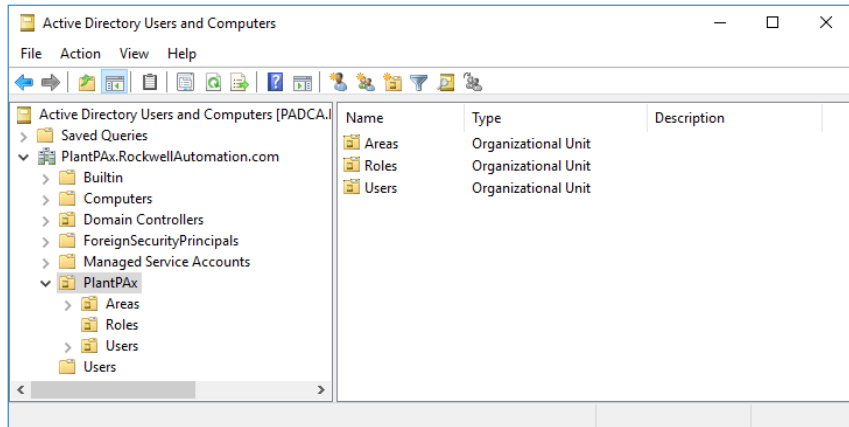 Active Directory Users and Computers
File Action View Help
Active Directory Users and Computers [PADCA.
Saved Queries
PlantPAx.RockwellAutomation.com
Builtin
Computers
Domain Controllers
ForeignSecurityPrincipals
Managed Service Accounts
PlantPAx
Areas
Roles
Users
Users
Name Type Description
Areas Organizational Unit
Roles Organizational Unit
Users Organizational Unit